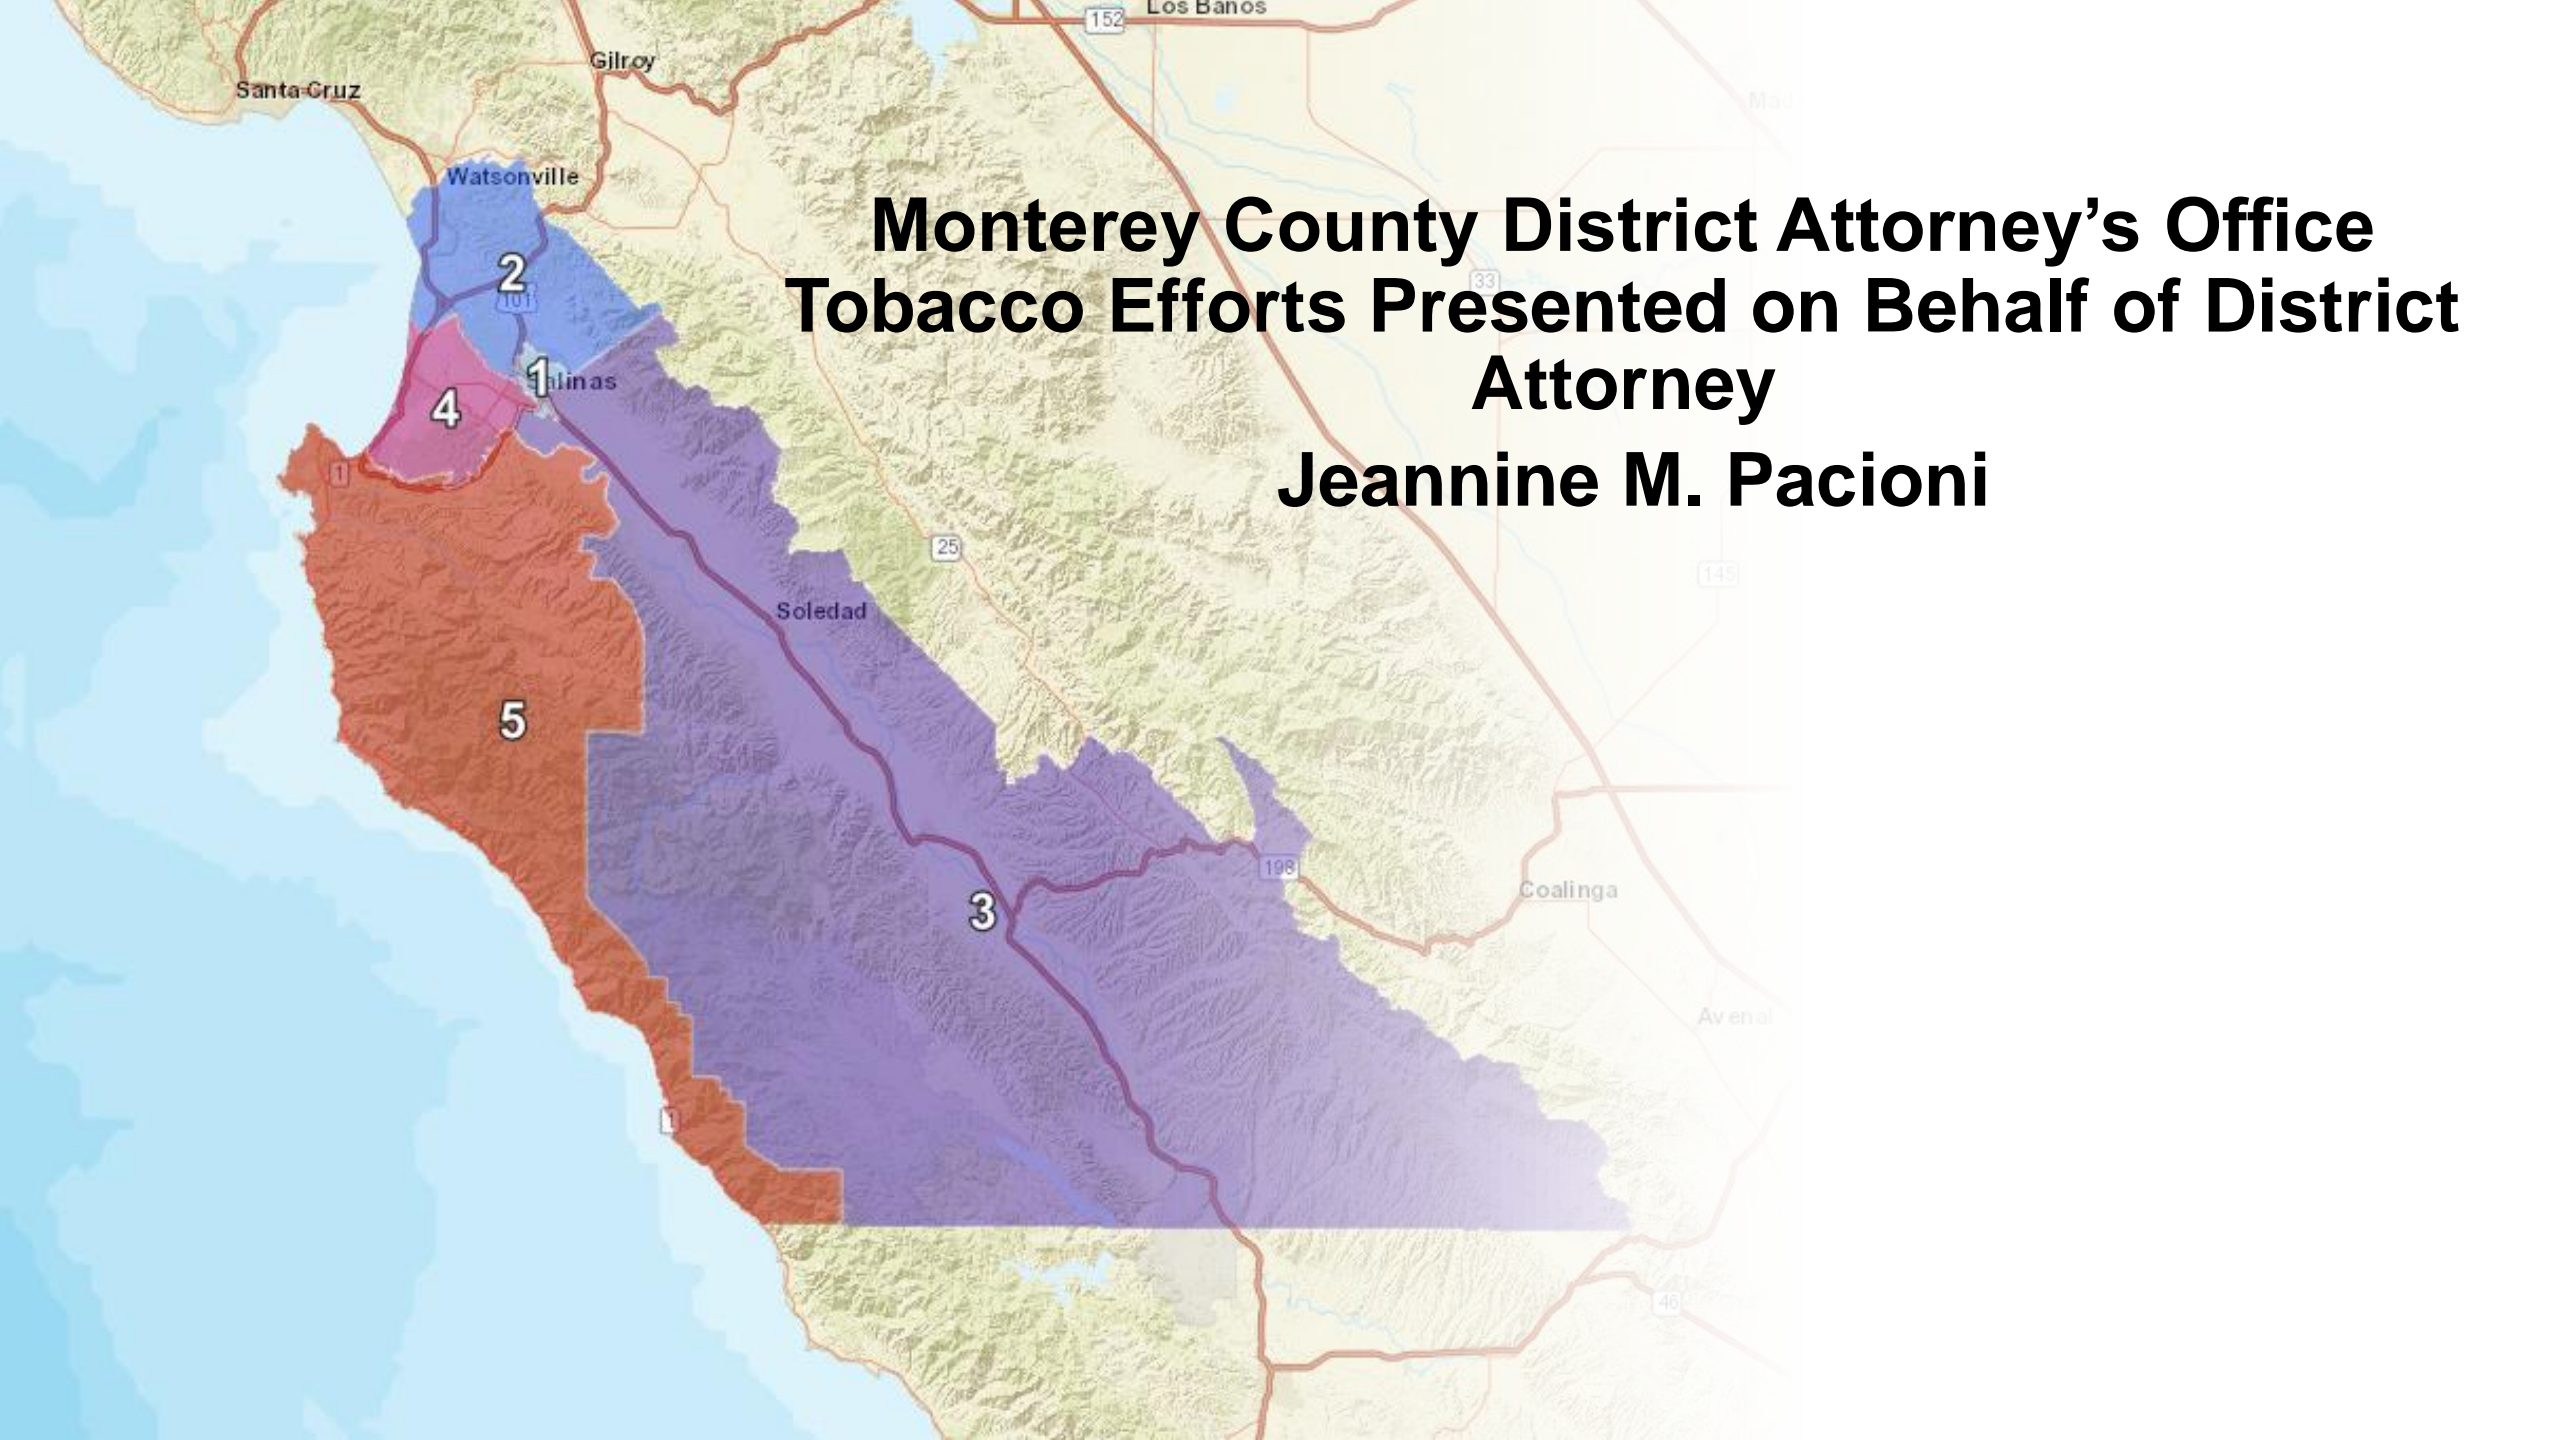 Los Banos
152
Gilroy
Santa Cruz
Watsonville
Monterey County District Attorney’s Office
Tobacco Efforts Presented on Behalf of District
Attorney
Jeannine M. Pacioni
2
101
33
1
Salinas
4
1
25
145
Soledad
5
198
Coalinga
3
Avenal
1
46